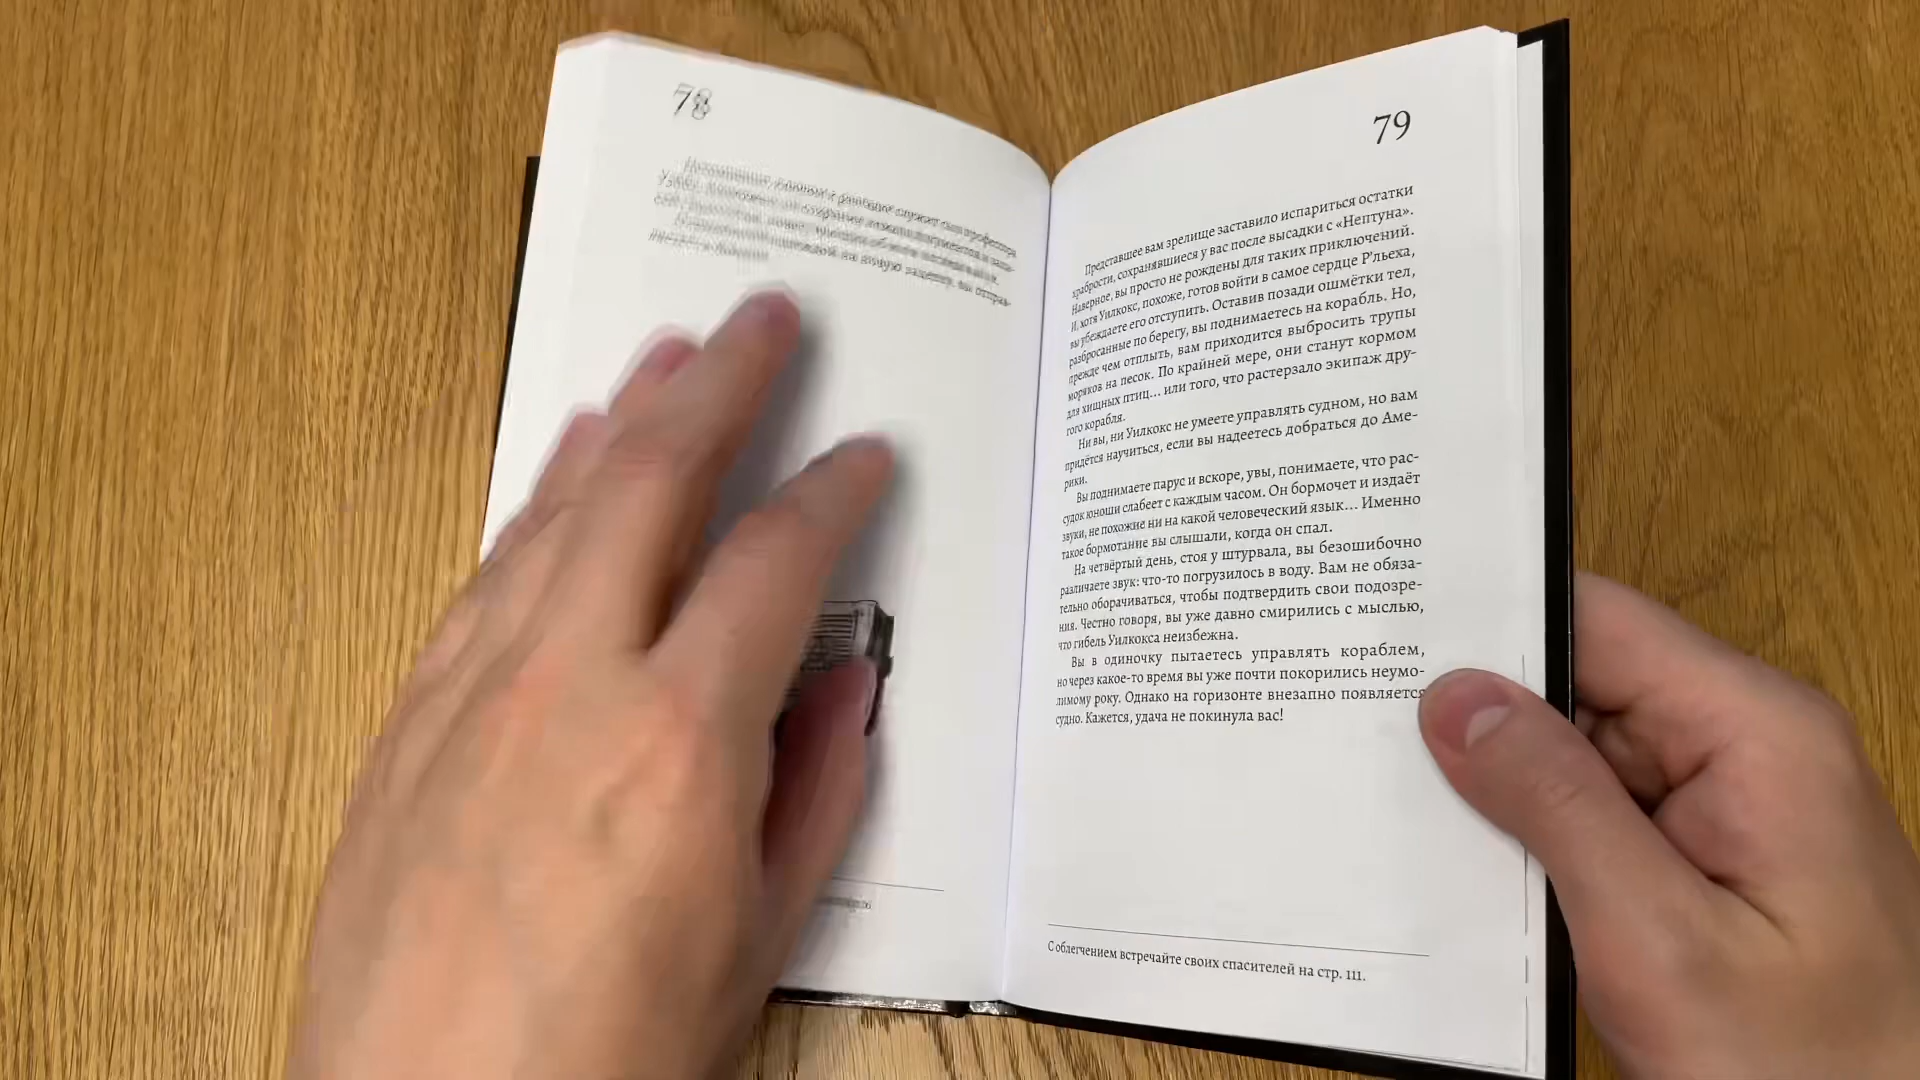 78
79
Представшее вам зрелище заставило испариться остатки
храбрости, сохранявшиеся у вас после высадки с «Нептуна».
Наверное, вы просто не рождены для таких приключений.
И, хотя Уилкокс, похоже, готов войти в самое сердце Р’льеха,
вы убеждаете его отступить. Оставив позади ошмётки тел,
разбросанные по берегу, вы поднимаетесь на корабль. Но,
прежде чем отплыть, вам приходится выбросить трупы
моряков на песок. По крайней мере, они станут кормом
для хищных птиц... или того, что растерзало экипаж дру-
гого корабля.
Ни вы, ни Уилкокс не умеете управлять судном, но вам
придётся научиться, если вы надеетесь добраться до Аме-
рики.
Вы поднимаете парус и вскоре, увы, понимаете, что рас-
судок юноши слабеет с каждым часом. Он бормочет и издаёт
звуки, не похожие ни на какой человеческий язык... Именно
такое бормотание вы слышали, когда он спал.
На четвёртый день, стоя у штурвала, вы безошибочно
различаете звук: что-то погрузилось в воду. Вам не обяза-
тельно оборачиваться, чтобы подтвердить свои подозре-
ния. Честно говоря, вы уже давно смирились с мыслью,
что гибель Уилкокса неизбежна.
Вы в одиночку пытаетесь управлять кораблем,
но через какое-то время вы уже почти покорились неумо-
лимому року. Однако на горизонте внезапно появляется
судно. Кажется, удача не покинула вас!
С облегчением встречайте своих спасителей на стр. 111.